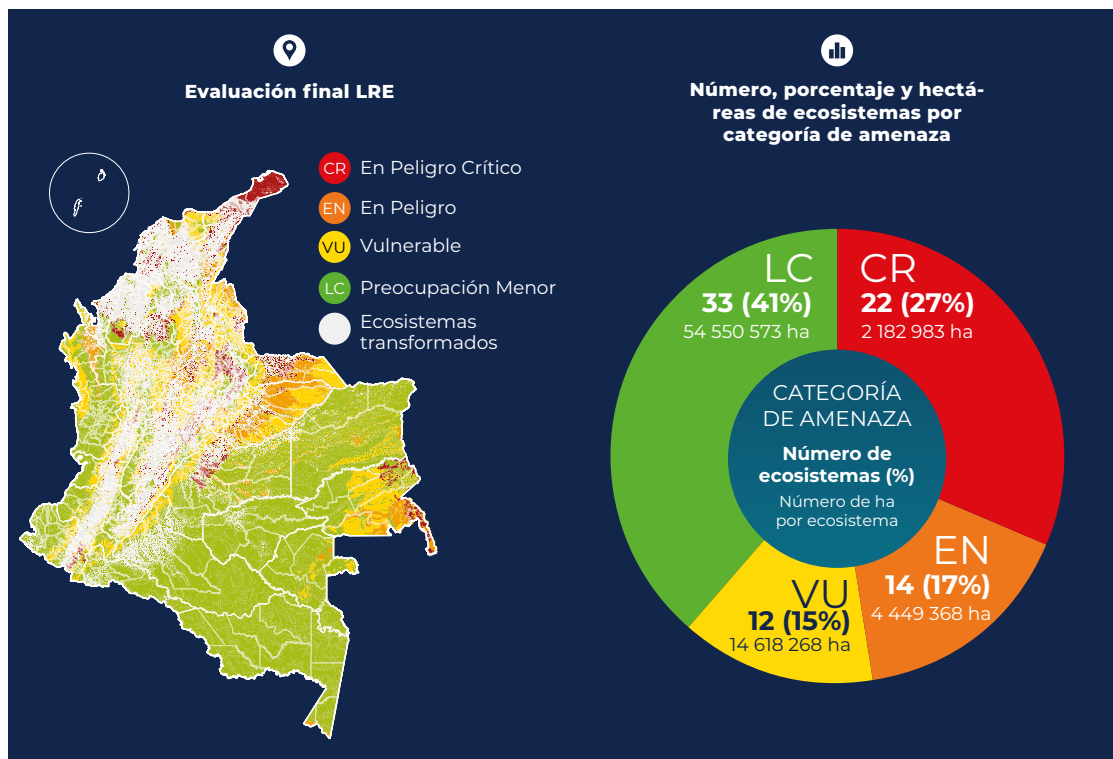 Evaluación final LRE
CR En Peligro Crítico
EN En Peligro
VU Vulnerable
LC Preocupación Menor
Ecosistemas
transformados
Número, porcentaje y hectá-
reas de ecosistemas por
categoría de amenaza
LC
33 (41%)
54 550 573 ha
CR
22 (27%)
2 182 983 ha
CATEGORÍA
DE AMENAZA
Número de
ecosistemas (%)
Número de ha
por ecosistema
EN
14 (17%)
4 449 368 ha
VU
12 (15%)
14 618 268 ha